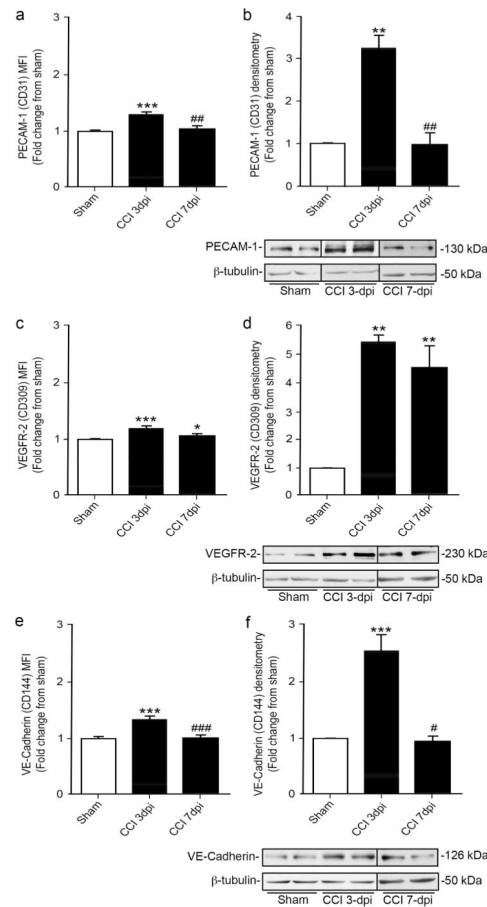 a
PECAM-1 (CD31) MFI
(Fold change from sham)
3
2
1
0
***
##
Sham
CCI 3dpi
CCI 7dpi
b
PECAM-1 (CD31) densitometry
(Fold change from sham)
4
3
2
1
0
**
##
Sham
CCI 3dpi
CCI 7dpi
PECAM-1- -130 kDa
β-tubulin- -50 kDa
Sham CCI 3-dpi CCI 7-dpi
c
VEGFR-2 (CD309) MFI
(Fold change from sham)
3
2
1
0
***
*
Sham
CCI 3dpi
CCI 7dpi
d
VEGFR-2 (CD309) densitometry
(Fold change from sham)
6
5
4
3
2
1
0
**
**
Sham
CCI 3dpi
CCI 7dpi
VEGFR-2- -230 kDa
β-tubulin- -50 kDa
Sham CCI 3-dpi CCI 7-dpi
e
VE-Cadherin (CD144) MFI
(Fold change from sham)
3
2
1
0
***
###
Sham
CCI 3dpi
CCI 7dpi
f
VE-Cadherin (CD144) densitometry
(Fold change from sham)
3
2
1
0
***
#
Sham
CCI 3dpi
CCI 7dpi
VE-Cadherin- -126 kDa
β-tubulin- -50 kDa
Sham CCI 3-dpi CCI 7-dpi